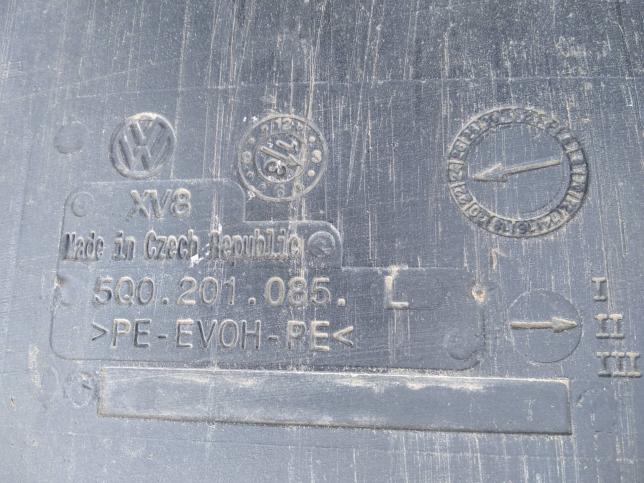 XV8
Made in Czech Republic
5Q0.201.085. L
>PE-EVOH-PE<
I
II
III